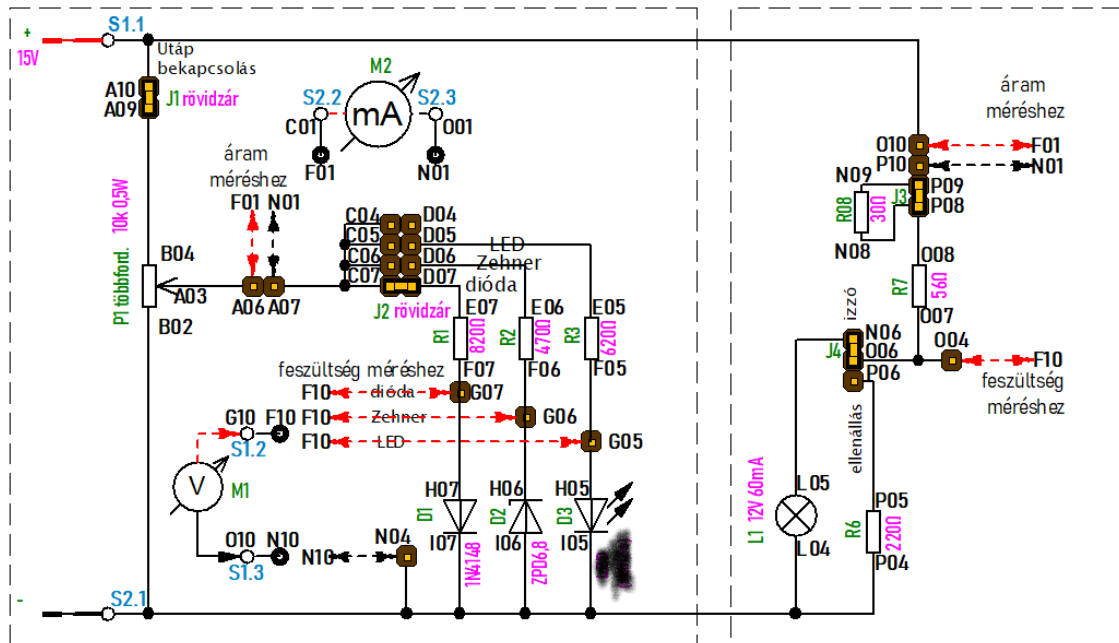 S1.1
+
15V
Utáp
bekapcsolás
A10
A09
J1 rövidzár
M2
S2.2
S2.3
mA
C01
O01
F01
N01
áram
méréshez
F01 N01
10k 0,5W
P1 többford.
B04
A03
B02
A06 A07
C04 D04
C05 D05
C06 D06
C07 D07
LED
Zehner
dióda
J2 rövidzár
E07
R1
820Ω
F07
E06
R2
470Ω
F06
E05
R3
620Ω
F05
feszültség méréshez
F10 dióda G07
F10 Zehner G06
F10 LED G05
G10 F10
S1.2
V
M1
O10 N10
S1.3
N10 N04
H07
D1
I07
1N4148
H06
D2
I06
ZPD6,8
H05
D3
I05
-
S2.1
áram
méréshez
O10 F01
P10 N01
N09 P09
J3
P08
R08
30Ω
N08
O08
R7
56Ω
O07
izzó
N06
J4
O06
P06
O04
F10
feszültség
méréshez
ellenállás
L05
L1 12V 60mA
L04
P05
R6
220Ω
P04